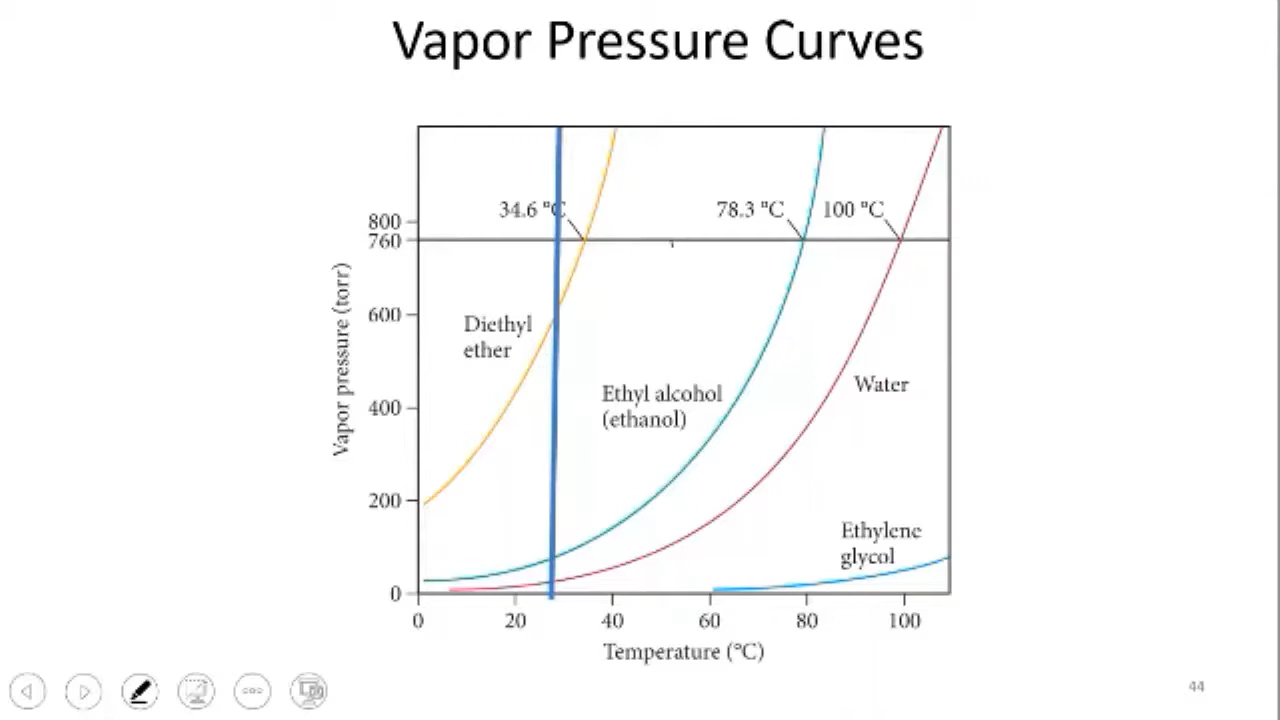 Vapor Pressure Curves
34.6 °C
78.3 °C
100 °C
800
760
600
400
200
0
Vapor pressure (torr)
Diethyl
ether
Ethyl alcohol
(ethanol)
Water
Ethylene
glycol
0 20 40 60 80 100
Temperature (°C)
44